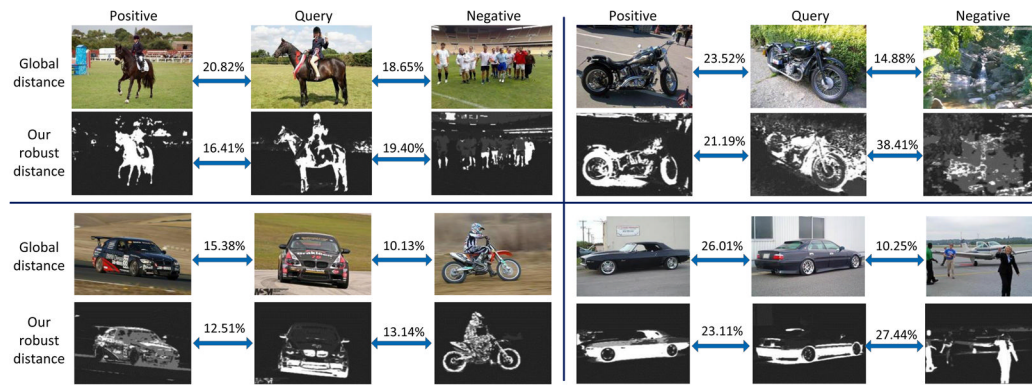 Positive Query Negative Positive Query Negative
Global
distance
20.82% 18.65% 23.52% 14.88%
Our
robust
distance
16.41% 19.40% 21.19% 38.41%
Global
distance
15.38% 10.13% 26.01% 10.25%
Our
robust
distance
12.51% 13.14% 23.11% 27.44%